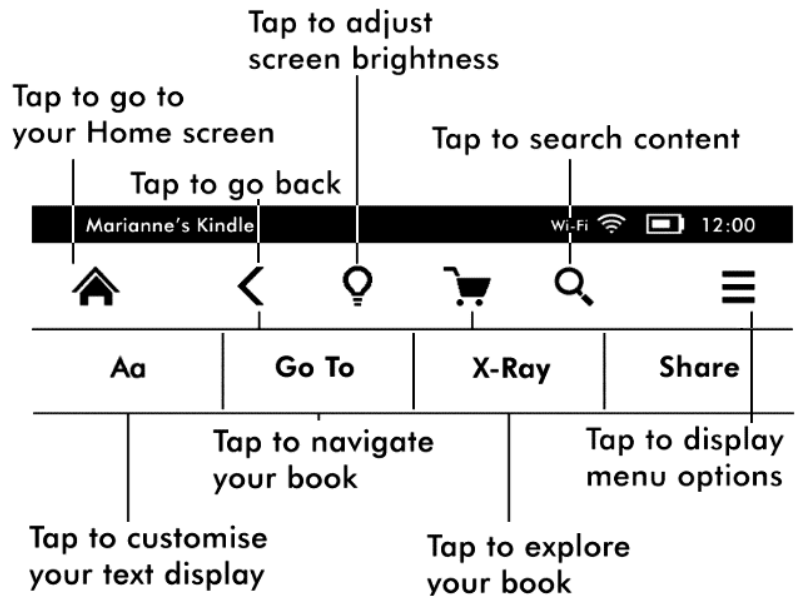 Tap to adjust
screen brightness
Tap to go to
your Home screen
Tap to search content
Tap to go back
Marianne's Kindle
Wi-Fi 12:00
Aa
Go To
X-Ray
Share
Tap to navigate
your book
Tap to display
menu options
Tap to customise
your text display
Tap to explore
your book